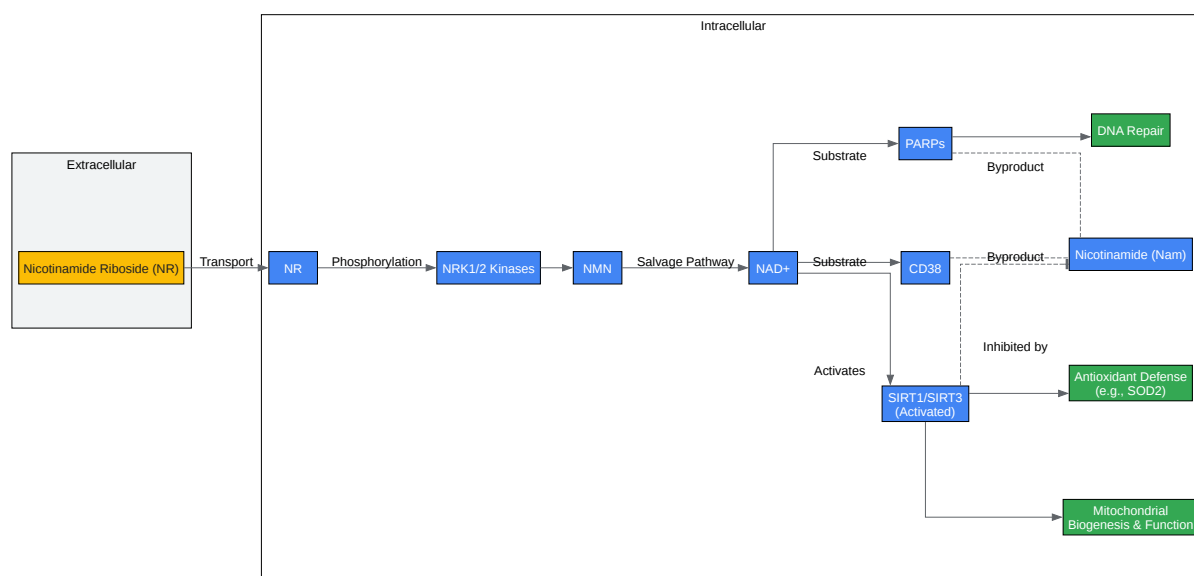 Intracellular
Extracellular
Nicotinamide Riboside (NR)
Transport
NR
Phosphorylation
NRK1/2 Kinases
NMN
Salvage Pathway
NAD+
Substrate
PARPs
DNA Repair
Byproduct
Substrate
CD38
Byproduct
Nicotinamide (Nam)
Inhibited by
Activates
SIRT1/SIRT3
(Activated)
Antioxidant Defense
(e.g., SOD2)
Mitochondrial
Biogenesis & Function